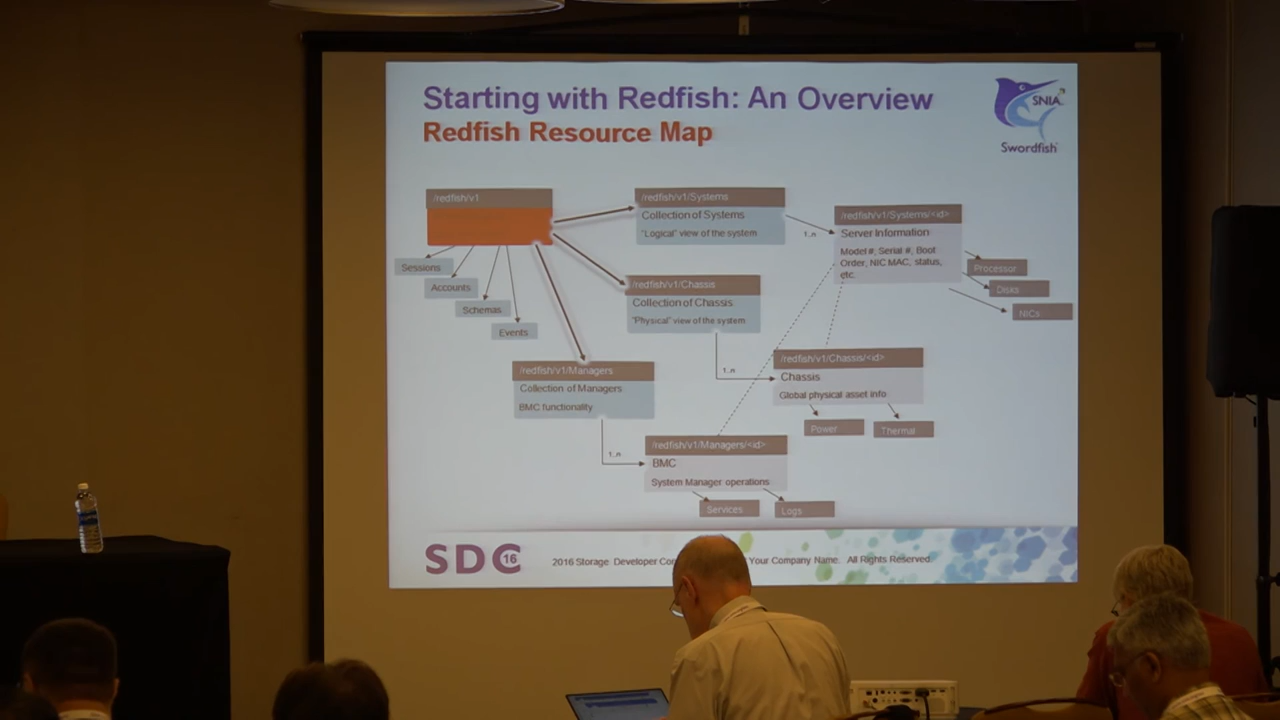 Starting with Redfish: An Overview
Redfish Resource Map
SNIA
Swordfish
/redfish/v1
Sessions
Accounts
Schemas
Events
/redfish/v1/Systems
Collection of Systems
"Logical" view of the system
1..n
/redfish/v1/Systems/<id>
Server Information
Model #, Serial #, Boot
Order, NIC MAC, status,
etc.
Processor
Disks
NICs
/redfish/v1/Chassis
Collection of Chassis
"Physical" view of the system
1..n
/redfish/v1/Chassis/<id>
Chassis
Global physical asset info
Power
Thermal
/redfish/v1/Managers
Collection of Managers
BMC functionality
1..n
/redfish/v1/Managers/<id>
BMC
System Manager operations
Services
Logs
SDC 16
2016 Storage Developer Your Company Name. All Rights Reserved.